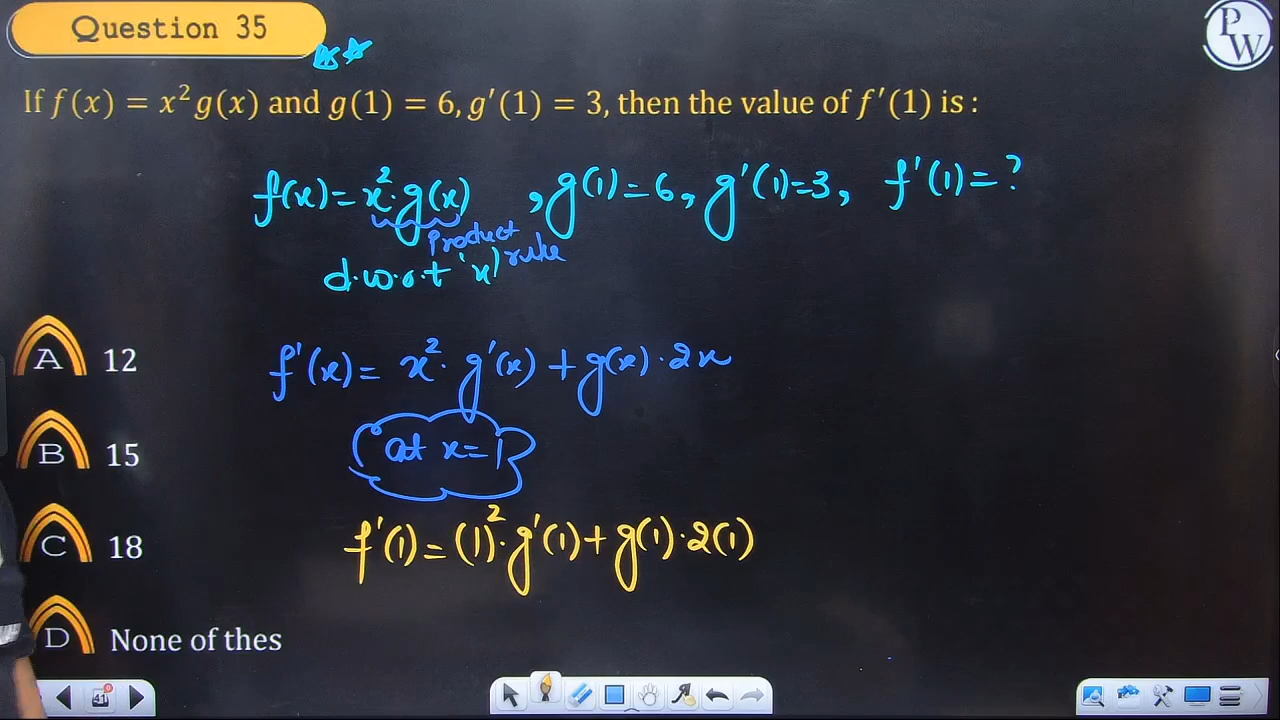 Question 35
PW
If f(x) = x²g(x) and g(1) = 6, g′(1) = 3, then the value of f′(1) is :
f(x) = x²·g(x) , g(1)=6, g′(1)=3, f′(1)=?
Product rule
d.w.r.t 'x'
f′(x) = x²· g′(x) + g(x)·2x
at x=1
f′(1) = (1)²· g′(1) + g(1)·2(1)
A 12
B 15
C 18
D None of thes
41